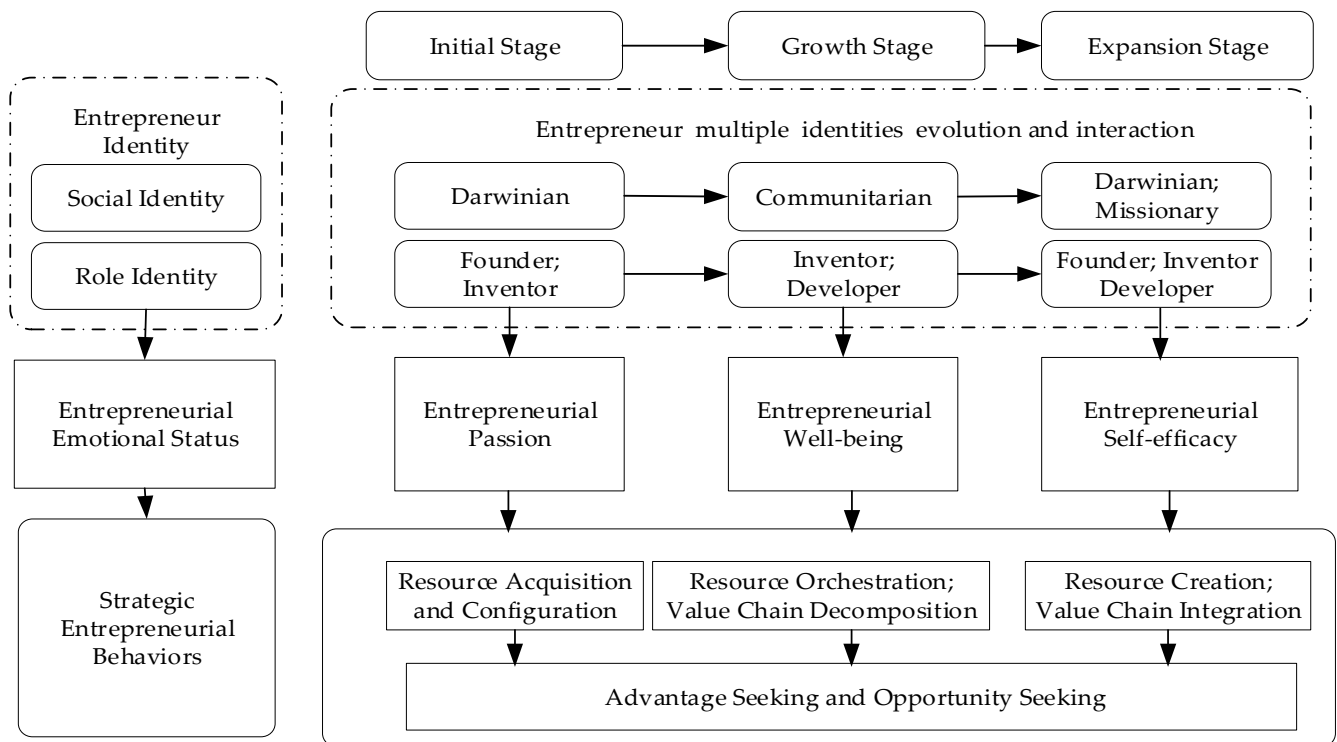 Initial Stage
Growth Stage
Expansion Stage
Entrepreneur
Identity
Social Identity
Role Identity
Entrepreneur multiple identities evolution and interaction
Darwinian
Communitarian
Darwinian;
Missionary
Founder;
Inventor
Inventor;
Developer
Founder; Inventor
Developer
Entrepreneurial
Emotional Status
Entrepreneurial
Passion
Entrepreneurial
Well-being
Entrepreneurial
Self-efficacy
Strategic
Entrepreneurial
Behaviors
Resource Acquisition
and Configuration
Resource Orchestration;
Value Chain Decomposition
Resource Creation;
Value Chain Integration
Advantage Seeking and Opportunity Seeking